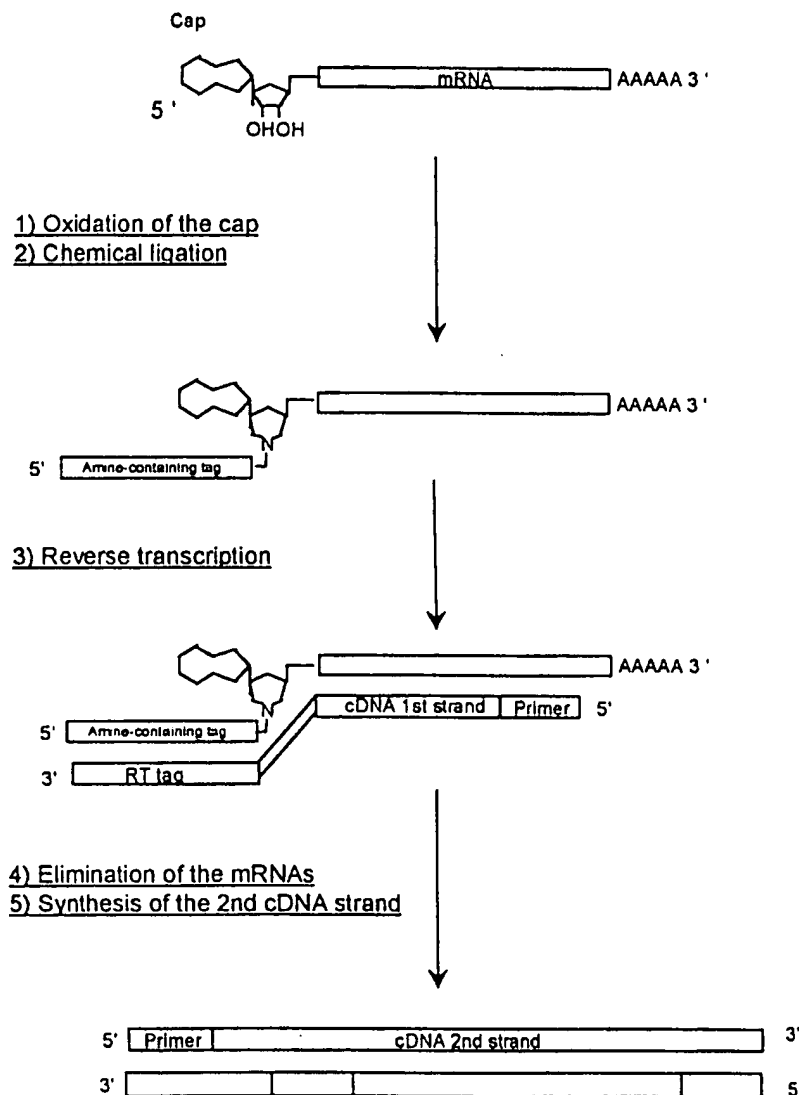 Cap
mRNA AAAAA 3 '
5 '
OHOH
1) Oxidation of the cap
2) Chemical ligation
AAAAA 3 '
N
5' Amine-containing tag
3) Reverse transcription
AAAAA 3 '
N
cDNA 1st strand Primer 5'
5' Amine-containing tag
3' RT tag
4) Elimination of the mRNAs
5) Synthesis of the 2nd cDNA strand
5' Primer cDNA 2nd strand 3'
3' 5'